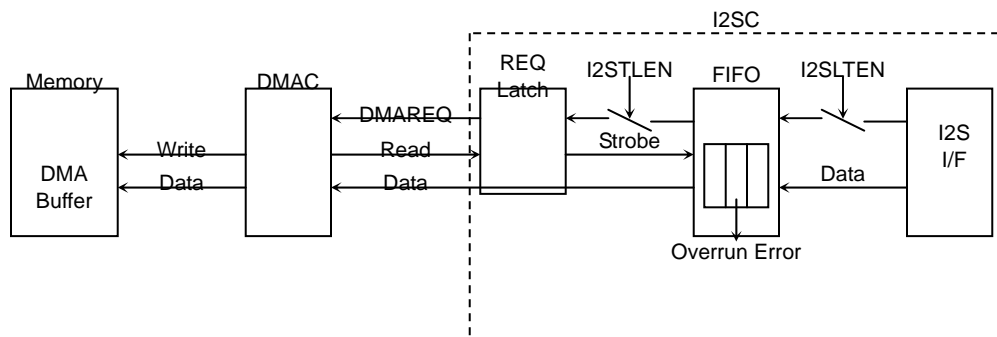 I2SC
Memory
DMAC
REQ
Latch
I2STLEN
FIFO
I2SLTEN
DMAREQ
Write
Read
Strobe
I2S
I/F
DMA
Buffer
Data
Data
Data
Overrun Error